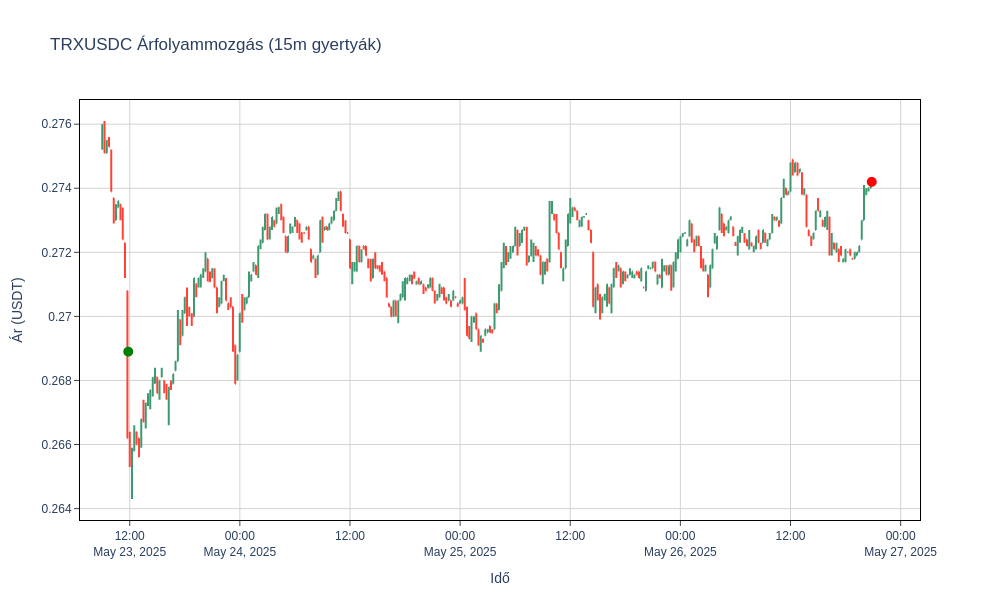 TRXUSDC Árfolyammozgás (15m gyertyák)
Ár (USDT)
0.276
0.274
0.272
0.27
0.268
0.266
0.264
12:00 00:00 12:00 00:00 12:00 00:00 12:00 00:00
May 23, 2025 May 24, 2025 May 25, 2025 May 26, 2025 May 27, 2025
Idő